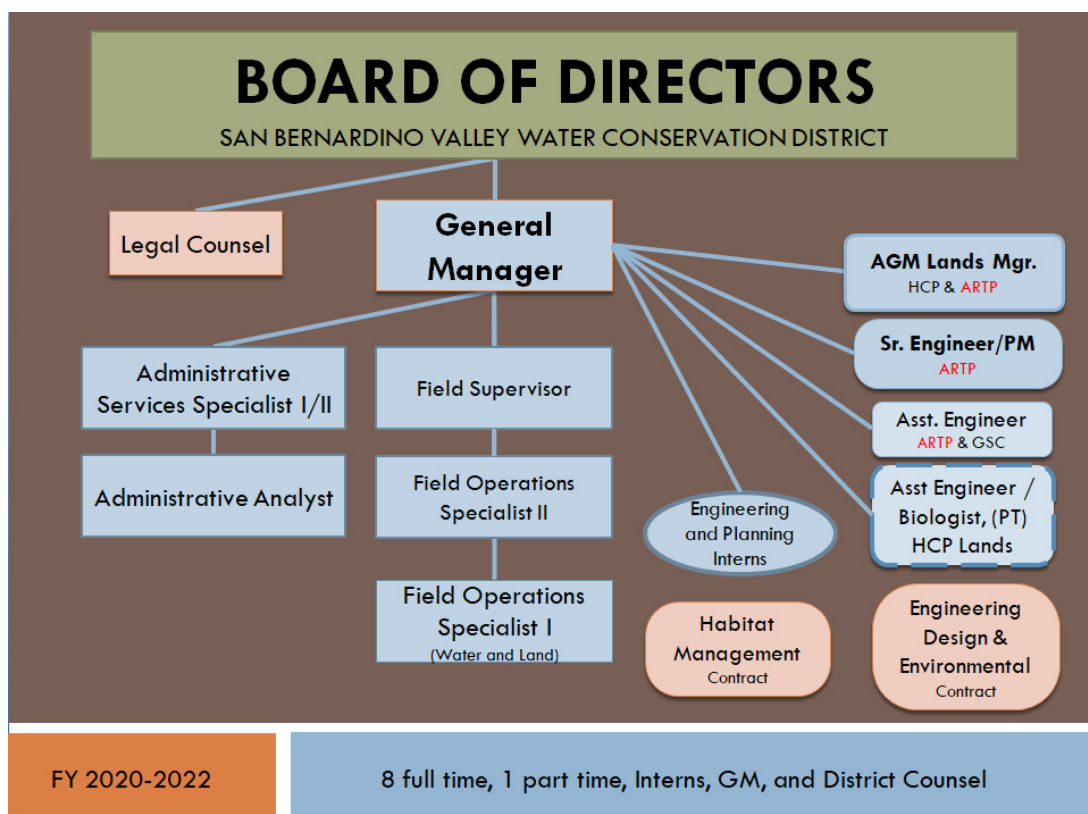 BOARD OF DIRECTORS
SAN BERNARDINO VALLEY WATER CONSERVATION DISTRICT
Legal Counsel
General
Manager
AGM Lands Mgr.
HCP & ARTP
Sr. Engineer/PM
ARTP
Administrative
Services Specialist I/II
Field Supervisor
Asst. Engineer
ARTP & GSC
Administrative Analyst
Field Operations
Specialist II
Engineering
and Planning
Interns
Asst Engineer /
Biologist, (PT)
HCP Lands
Field Operations
Specialist I
(Water and Land)
Habitat
Management
Contract
Engineering
Design &
Environmental
Contract
FY 2020-2022
8 full time, 1 part time, Interns, GM, and District Counsel